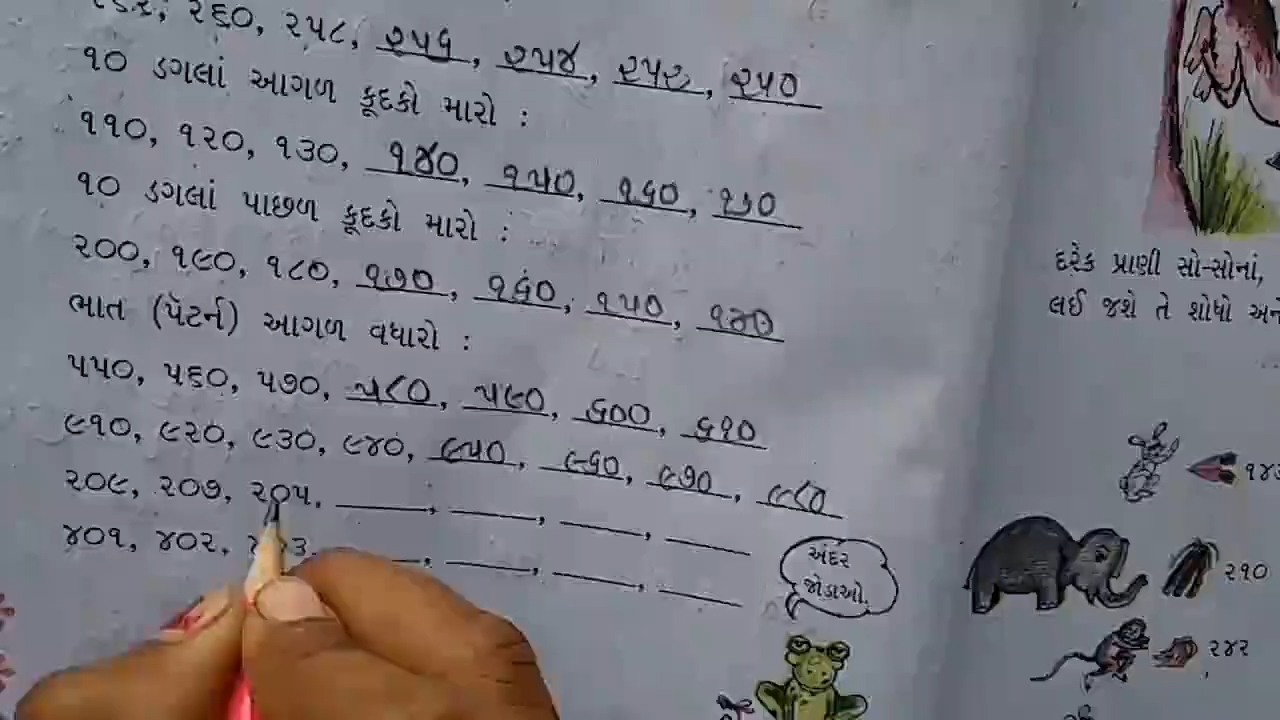 ૨૬૦, ૨૫૮, ૨૫૬, ૨૫૪, ૨૫૨, ૨૫૦
૧૦ ડગલાં આગળ કૂદકો મારો :
૧૧૦, ૧૨૦, ૧૩૦, ૧૪૦, ૧૫૦, ૧૬૦, ૧૭૦
૧૦ ડગલાં પાછળ કૂદકો મારો :
૨૦૦, ૧૯૦, ૧૮૦, ૧૭૦, ૧૬૦, ૧૫૦, ૧૪૦
ભાત (પૅટર્ન) આગળ વધારો :
૫૫૦, ૫૬૦, ૫૭૦, ૫૮૦, ૫૯૦, ૬૦૦, ૬૧૦
૯૧૦, ૯૨૦, ૯૩૦, ૯૪૦, ૯૫૦, ૯૬૦, ૯૭૦, ૯૮૦
૨૦૯, ૨૦૭, ૨૦૫,
૪૦૧, ૪૦૨,
અંદર
જોડાઓ.
દરેક પ્રાણી સો-સોનાં,
લઈ જશે તે શોધો અને
૨૧૦
૨૪૨